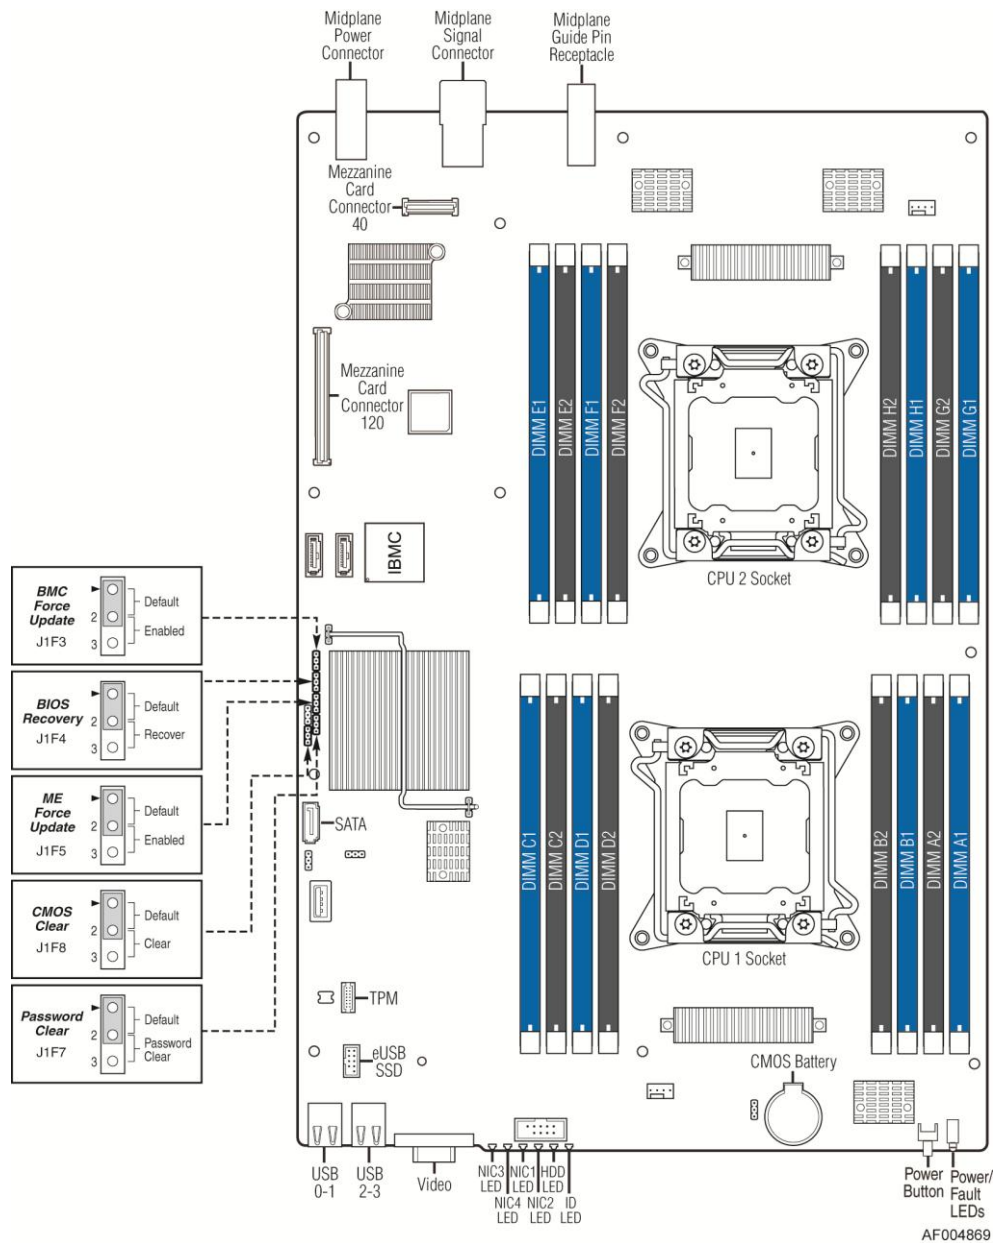 Midplane
Power
Connector
Midplane
Signal
Connector
Midplane
Guide Pin
Receptacle
Mezzanine
Card
Connector
40
Mezzanine
Card
Connector
120
IBMC
DIMM E1
DIMM E2
DIMM F1
DIMM F2
DIMM H2
DIMM H1
DIMM G2
DIMM G1
CPU 2 Socket
BMC
Force
Update
J1F3
2
3
Default
Enabled
BIOS
Recovery
J1F4
2
3
Default
Recover
ME
Force
Update
J1F5
2
3
Default
Enabled
CMOS
Clear
J1F8
2
3
Default
Clear
Password
Clear
J1F7
2
3
Default
Password
Clear
SATA
DIMM C1
DIMM C2
DIMM D1
DIMM D2
DIMM B2
DIMM B1
DIMM A2
DIMM A1
CPU 1 Socket
TPM
eUSB
SSD
CMOS Battery
USB
0-1
USB
2-3
Video
NIC3
LED
NIC4
LED
NIC1
LED
NIC2
LED
HDD
LED
ID
LED
Power
Button
Power/
Fault
LEDs
AF004869